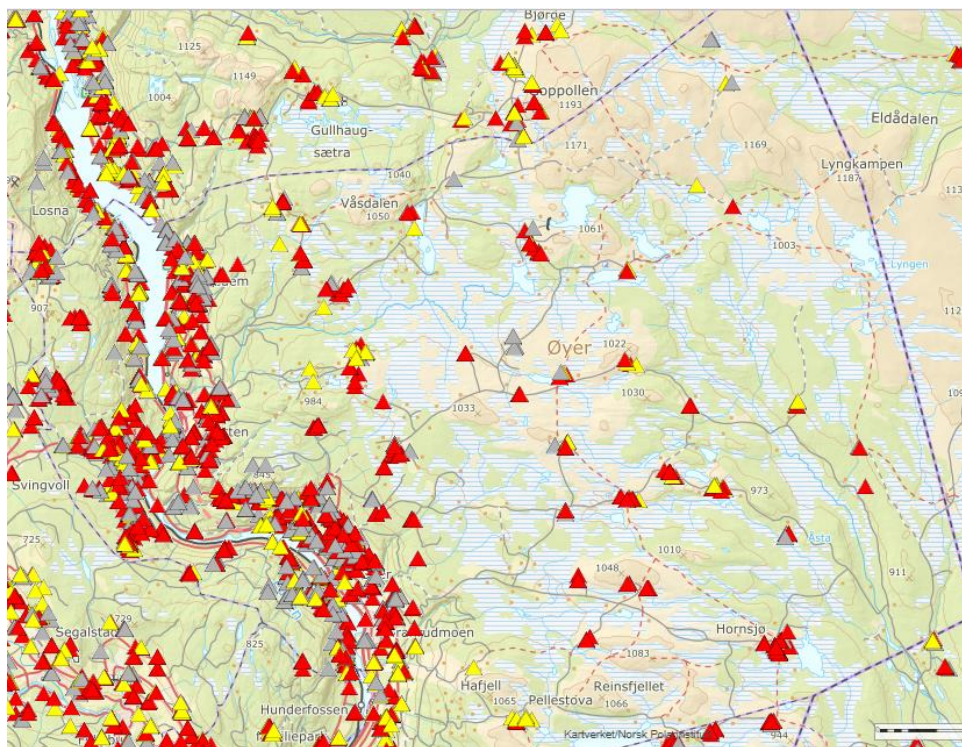 Bjørge
1125
1149
1004
Gullhaug-
sætra
1193
1171
Eldådalen
1169
Lyngkampen
1187
1040
Våsdalen
1050
Losna
1061
1003
Lyngen
907
Øyer
1022
984
1033
1030
Svingvoll
845
973
725
Åsta
1010
1048
911
729
Segalstad
825
Hornsjø
1083
Hafjell
Reinsfjellet
1065
Pellestova
1066
Hunderfossen
Kartverket/Norsk Polarinstitutt
944